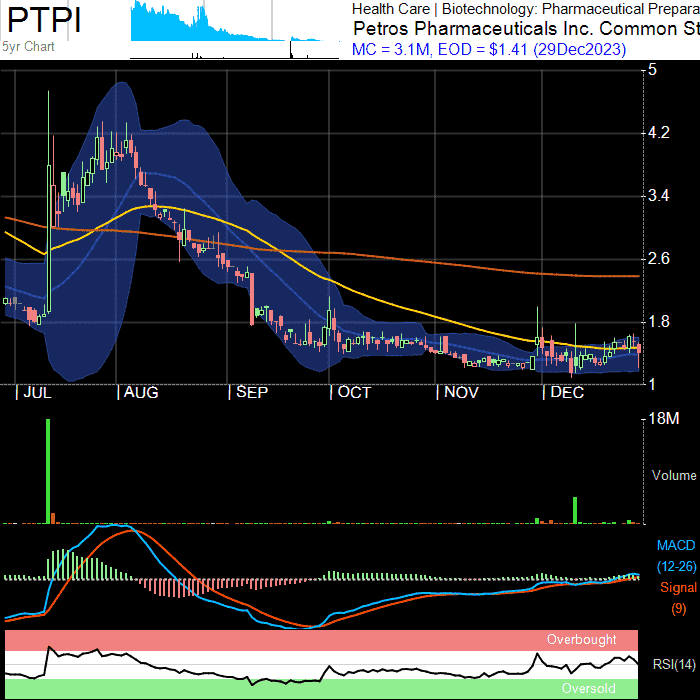 PTPI
5yr Chart
Health Care | Biotechnology: Pharmaceutical Prepara
Petros Pharmaceuticals Inc. Common St
MC = 3.1M, EOD = $1.41 (29Dec2023)
5
4.2
3.4
2.6
1.8
1
JUL AUG SEP OCT NOV DEC
18M
Volume
MACD
(12-26)
Signal
(9)
Overbought
RSI(14)
Oversold